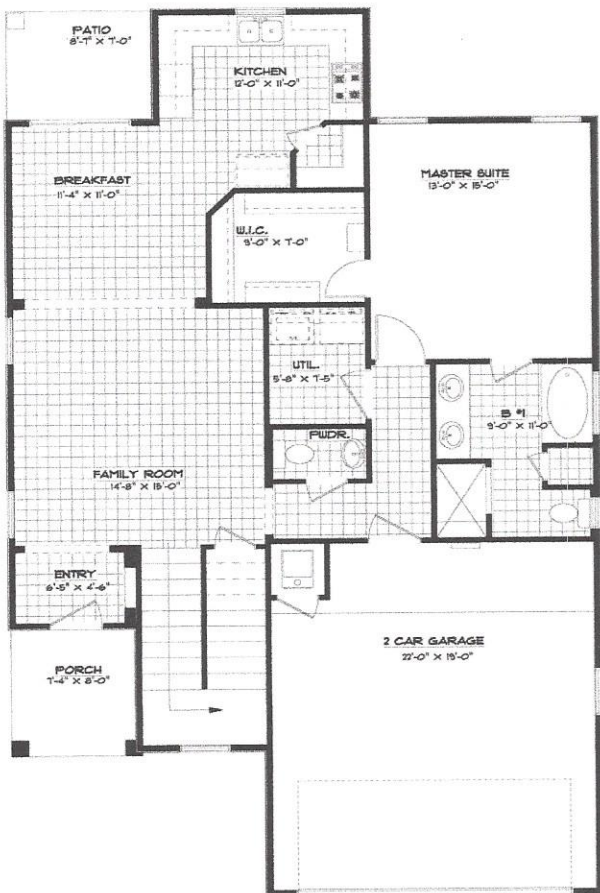 PATIO
8'-7" X 7'-0"
KITCHEN
12'-0" X 11'-0"
BREAKFAST
11'-4" X 11'-0"
MASTER SUITE
13'-0" X 15'-0"
W.I.C.
9'-0" X 7'-0"
UTIL.
5'-8" X 7'-5"
B #1
9'-0" X 11'-0"
PWDR.
FAMILY ROOM
14'-8" X 15'-0"
ENTRY
6'-5" X 4'-6"
2 CAR GARAGE
22'-0" X 19'-0"
PORCH
7'-4" X 8'-0"